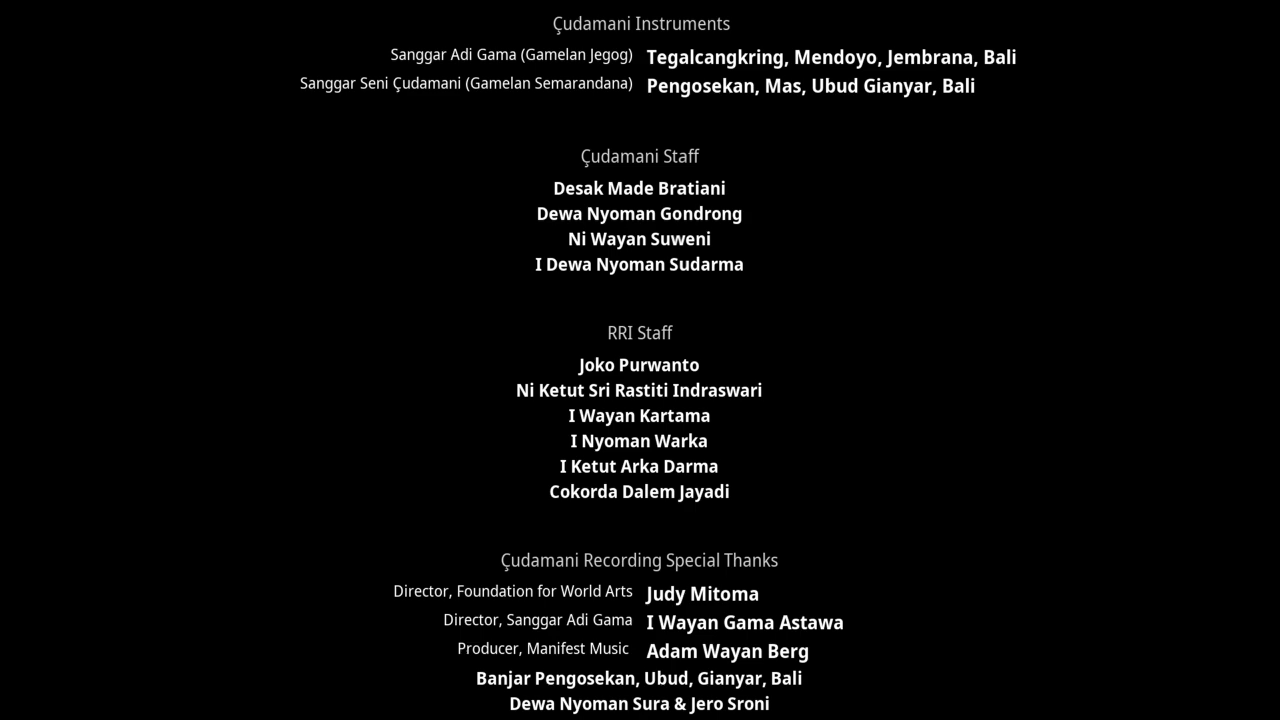 Çudamani Instruments
Sanggar Adi Gama (Gamelan Jegog) Tegalcangkring, Mendoyo, Jembrana, Bali
Sanggar Seni Çudamani (Gamelan Semarandana) Pengosekan, Mas, Ubud Gianyar, Bali
Çudamani Staff
Desak Made Bratiani
Dewa Nyoman Gondrong
Ni Wayan Suweni
I Dewa Nyoman Sudarma
RRI Staff
Joko Purwanto
Ni Ketut Sri Rastiti Indraswari
I Wayan Kartama
I Nyoman Warka
I Ketut Arka Darma
Cokorda Dalem Jayadi
Çudamani Recording Special Thanks
Director, Foundation for World Arts Judy Mitoma
Director, Sanggar Adi Gama I Wayan Gama Astawa
Producer, Manifest Music Adam Wayan Berg
Banjar Pengosekan, Ubud, Gianyar, Bali
Dewa Nyoman Sura & Jero Sroni